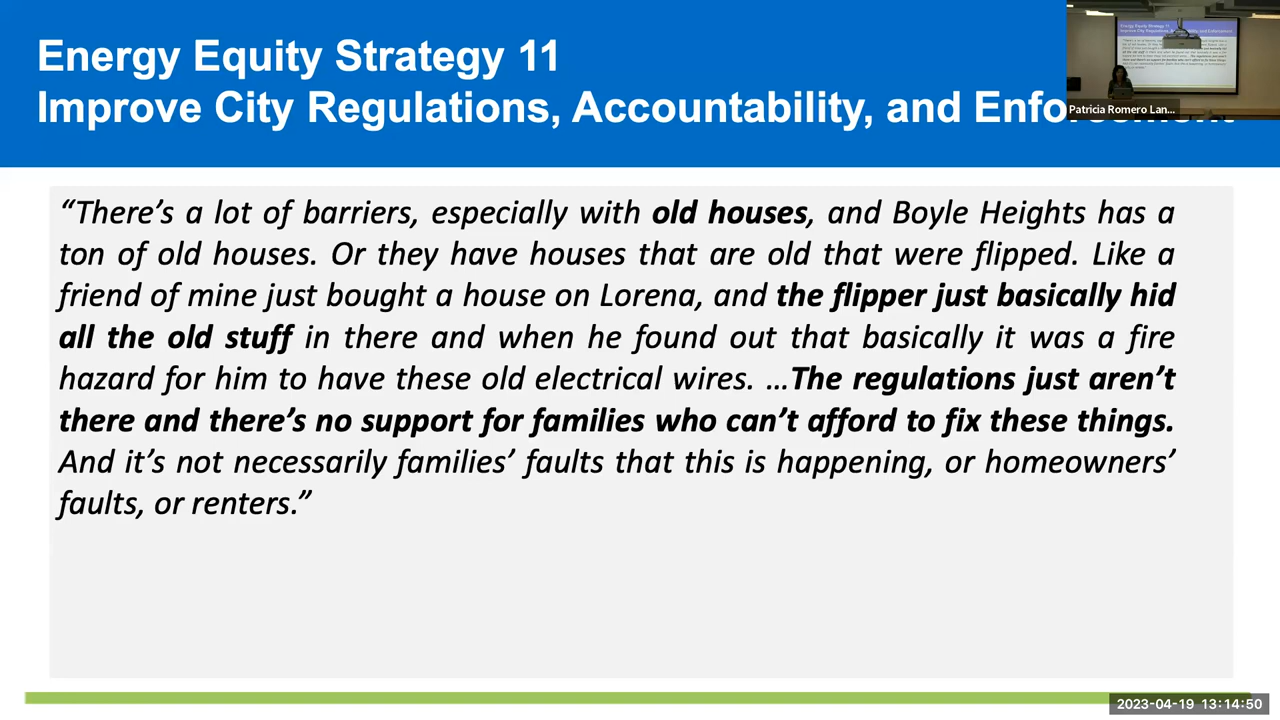 Energy Equity Strategy 11
Improve City Regulations, Accountability, and Enforcement
Patricia Romero Lan...
“There’s a lot of barriers, especially with old houses, and Boyle Heights has a
ton of old houses. Or they have houses that are old that were flipped. Like a
friend of mine just bought a house on Lorena, and the flipper just basically hid
all the old stuff in there and when he found out that basically it was a fire
hazard for him to have these old electrical wires. …The regulations just aren’t
there and there’s no support for families who can’t afford to fix these things.
And it’s not necessarily families’ faults that this is happening, or homeowners’
faults, or renters.”
2023-04-19 13:14:50